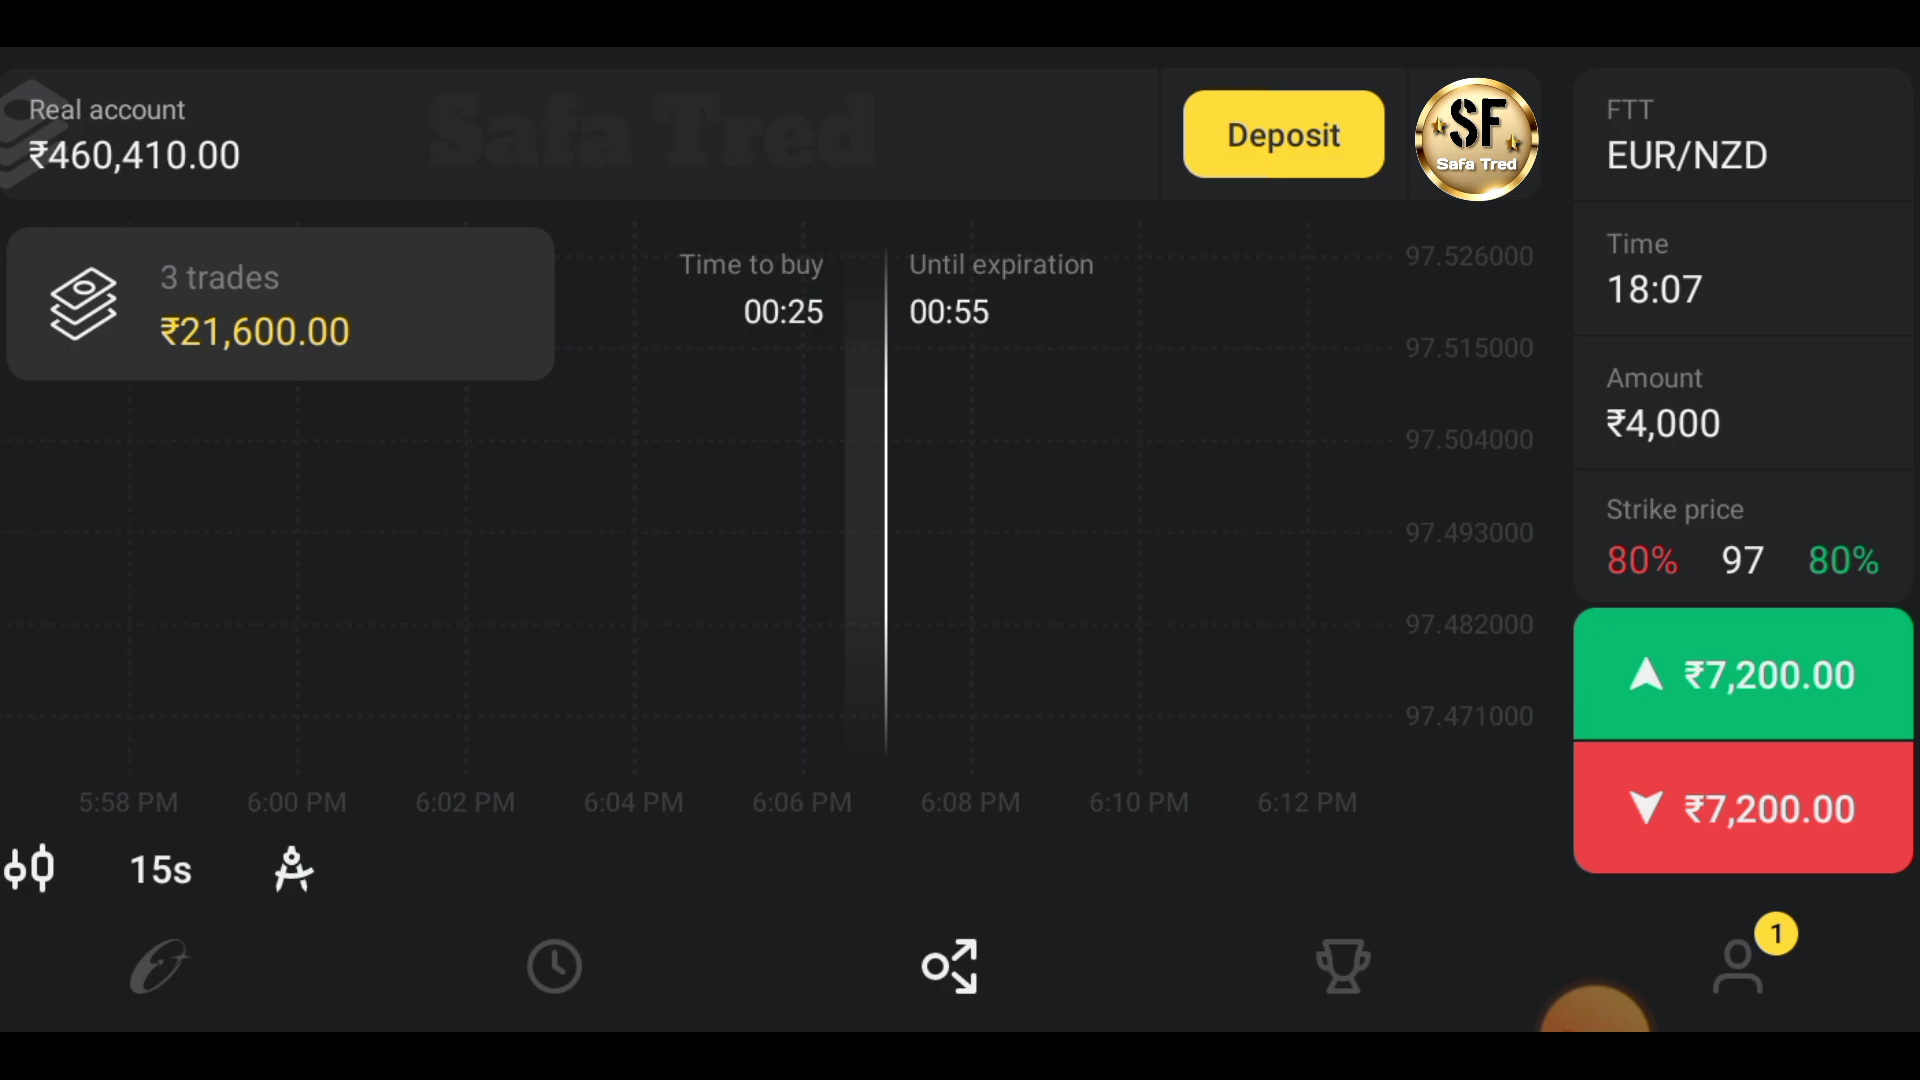 Real account
₹460,410.00
Safa Tred
Deposit
SF
Safa Tred
FTT
EUR/NZD
3 trades
₹21,600.00
Time to buy
00:25
Until expiration
00:55
97.526000
97.515000
97.504000
97.493000
97.482000
97.471000
Time
18:07
Amount
₹4,000
Strike price
80% 97 80%
₹7,200.00
₹7,200.00
5:58 PM 6:00 PM 6:02 PM 6:04 PM 6:06 PM 6:08 PM 6:10 PM 6:12 PM
15s
1